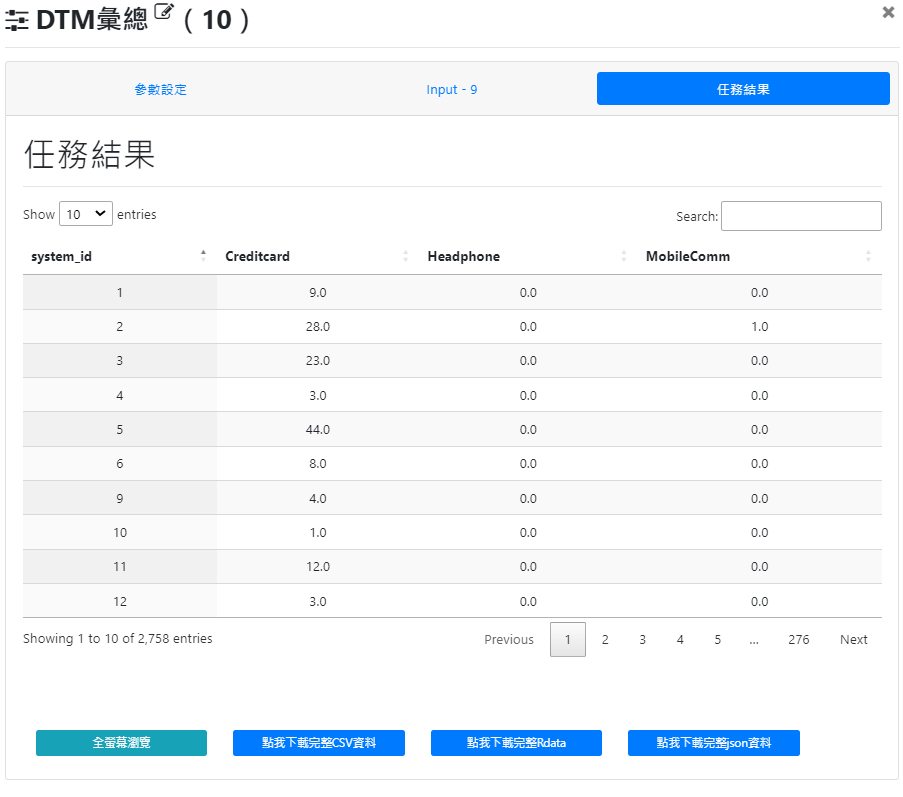 DTM彙總 ( 10 )
參數設定 Input - 9 任務結果
任務結果
Show 10 entries Search:
system_id Creditcard Headphone MobileComm
1 9.0 0.0 0.0
2 28.0 0.0 1.0
3 23.0 0.0 0.0
4 3.0 0.0 0.0
5 44.0 0.0 0.0
6 8.0 0.0 0.0
9 4.0 0.0 0.0
10 1.0 0.0 0.0
11 12.0 0.0 0.0
12 3.0 0.0 0.0
Showing 1 to 10 of 2,758 entries Previous 1 2 3 4 5 … 276 Next
全螢幕瀏覽 點我下載完整CSV資料 點我下載完整Rdata 點我下載完整json資料